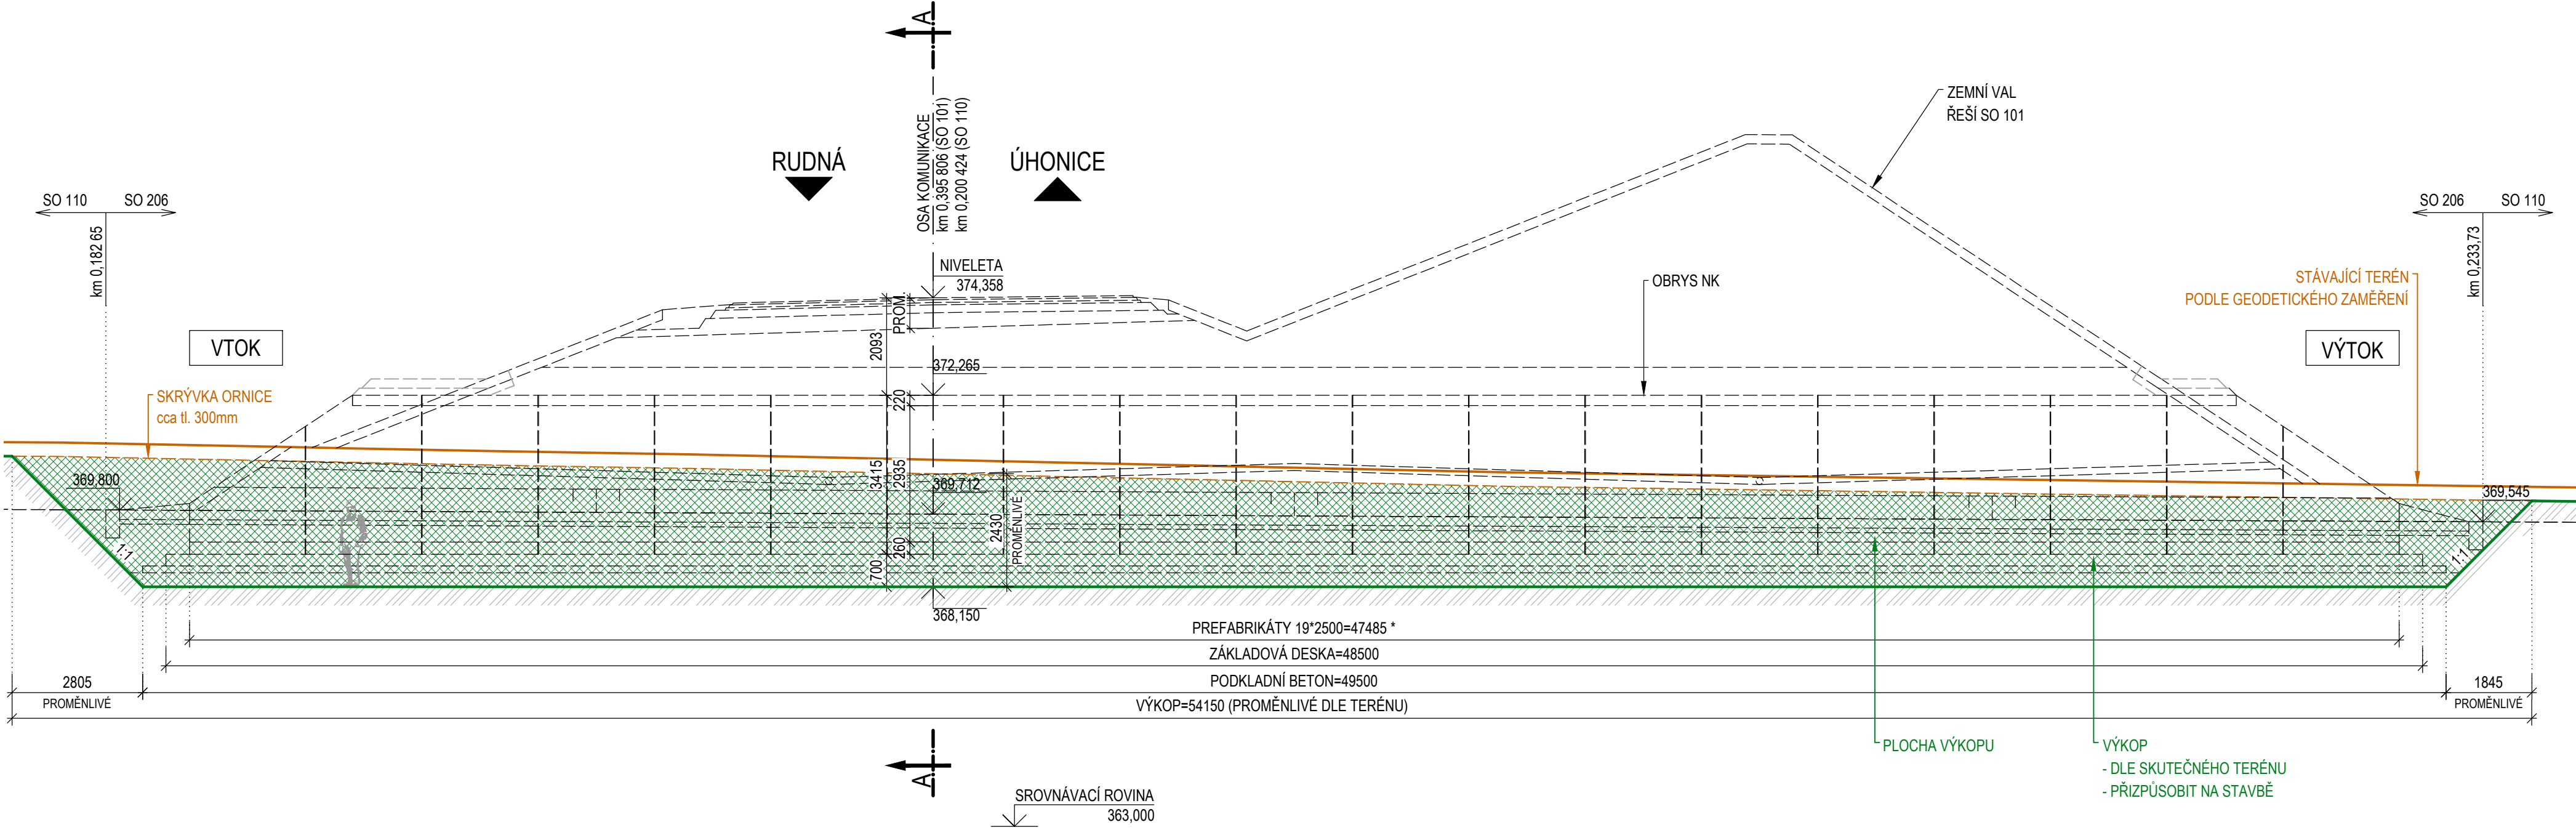 A
ZEMNÍ VAL
ŘEŠÍ SO 101
OSA KOMUNIKACE
km 0,395 806 (SO 101)
km 0,200 424 (SO 110)
RUDNÁ
ÚHONICE
SO 110
SO 206
km 0,182 65
SO 206
SO 110
km 0,233,73
NIVELETA
374,358
PROM.
OBRYS NK
STÁVAJÍCÍ TERÉN
PODLE GEODETICKÉHO ZAMĚŘENÍ
VTOK
VÝTOK
2093
372,265
220
SKRÝVKA ORNICE
cca tl. 300mm
369,800
3415
2935
369,712
369,545
2430
PROMĚNLIVÉ
260
700
1:1
1:1
368,150
PREFABRIKÁTY 19*2500=47485 *
ZÁKLADOVÁ DESKA=48500
PODKLADNÍ BETON=49500
2805
PROMĚNLIVÉ
1845
PROMĚNLIVÉ
VÝKOP=54150 (PROMĚNLIVÉ DLE TERÉNU)
PLOCHA VÝKOPU
VÝKOP
- DLE SKUTEČNÉHO TERÉNU
- PŘIZPŮSOBIT NA STAVBĚ
A
SROVNÁVACÍ ROVINA
363,000